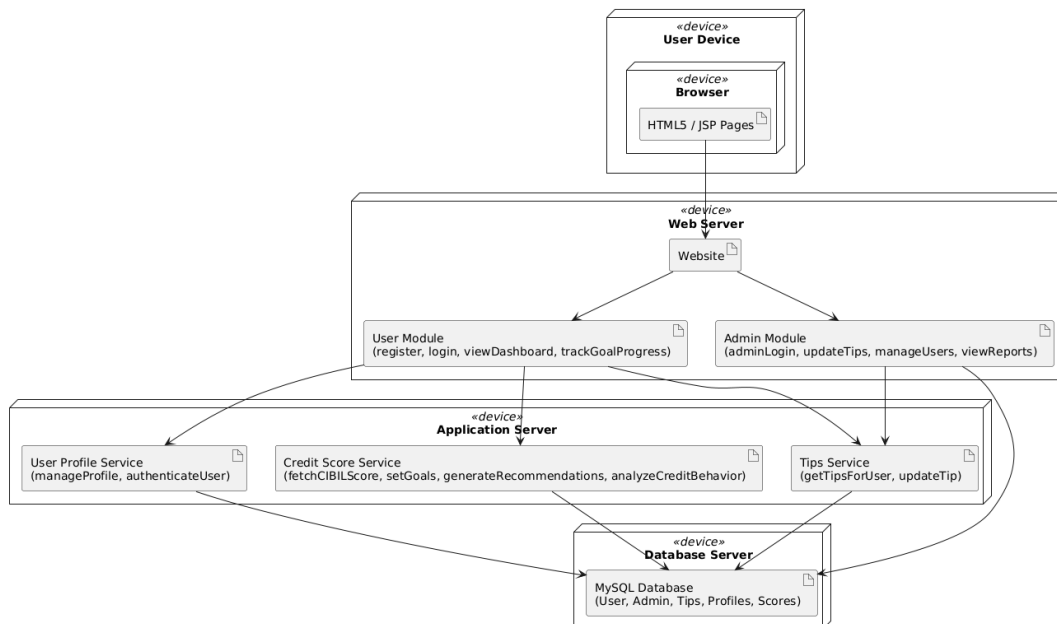 «device»
User Device
«device»
Browser
HTML5 / JSP Pages
«device»
Web Server
Website
User Module
(register, login, viewDashboard, trackGoalProgress)
Admin Module
(adminLogin, updateTips, manageUsers, viewReports)
«device»
Application Server
User Profile Service
(manageProfile, authenticateUser)
Credit Score Service
(fetchCIBILScore, setGoals, generateRecommendations, analyzeCreditBehavior)
Tips Service
(getTipsForUser, updateTip)
«device»
Database Server
MySQL Database
(User, Admin, Tips, Profiles, Scores)